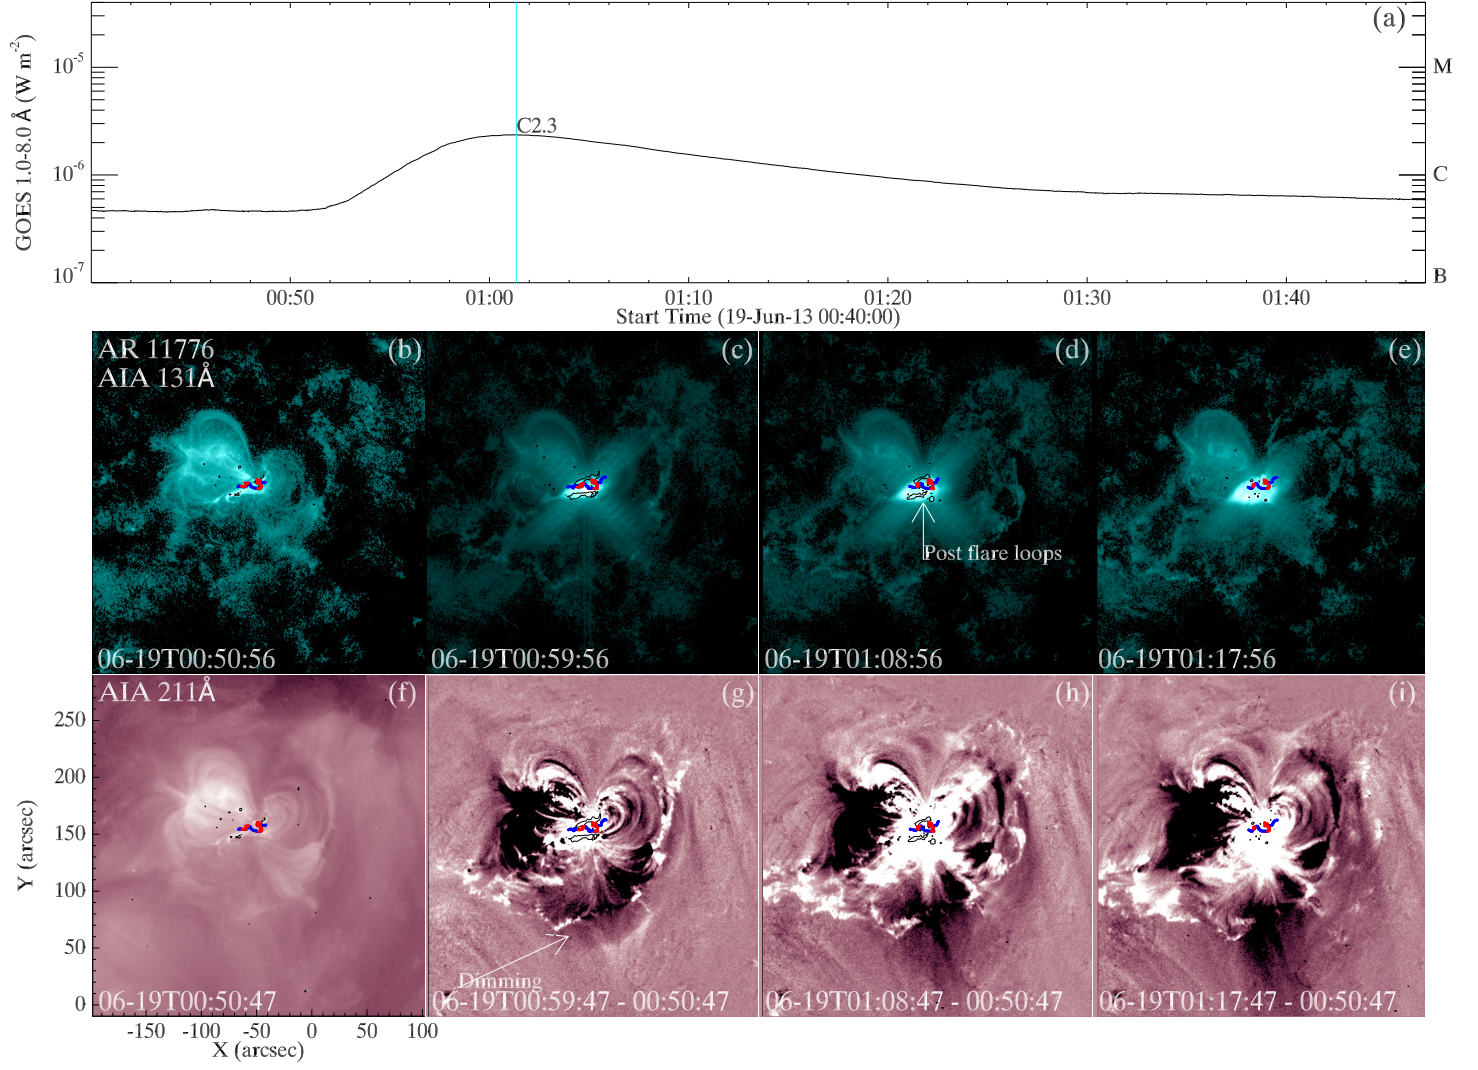 (a)
GOES 1.0-8.0 Å (W m-2)
10-5
10-6
10-7
M
C
B
C2.3
00:50 01:00 01:10 01:20 01:30 01:40
Start Time (19-Jun-13 00:40:00)
AR 11776 (b) (c) (d) (e)
AIA 131Å
Post flare loops
06-19T00:50:56 06-19T00:59:56 06-19T01:08:56 06-19T01:17:56
AIA 211Å (f) (g) (h) (i)
Dimming
06-19T00:50:47 06-19T00:59:47 - 00:50:47 06-19T01:08:47 - 00:50:47 06-19T01:17:47 - 00:50:47
Y (arcsec)
250
200
150
100
50
0
-150 -100 -50 0 50 100
X (arcsec)